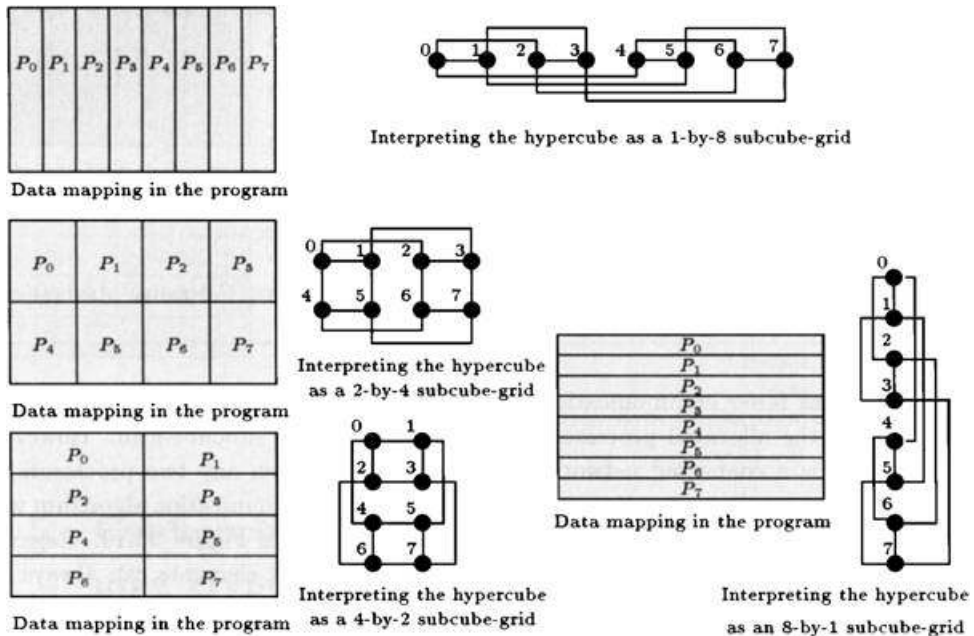 P0 P1 P2 P3 P4 P5 P6 P7
Data mapping in the program
0 1 2 3 4 5 6 7
Interpreting the hypercube as a 1-by-8 subcube-grid
P0 P1 P2 P3
P4 P5 P6 P7
Data mapping in the program
0 1 2 3
4 5 6 7
Interpreting the hypercube
as a 2-by-4 subcube-grid
P0 P1
P2 P3
P4 P5
P6 P7
Data mapping in the program
0 1
2 3
4 5
6 7
Interpreting the hypercube
as a 4-by-2 subcube-grid
P0
P1
P2
P3
P4
P5
P6
P7
Data mapping in the program
0
1
2
3
4
5
6
7
Interpreting the hypercube
as an 8-by-1 subcube-grid